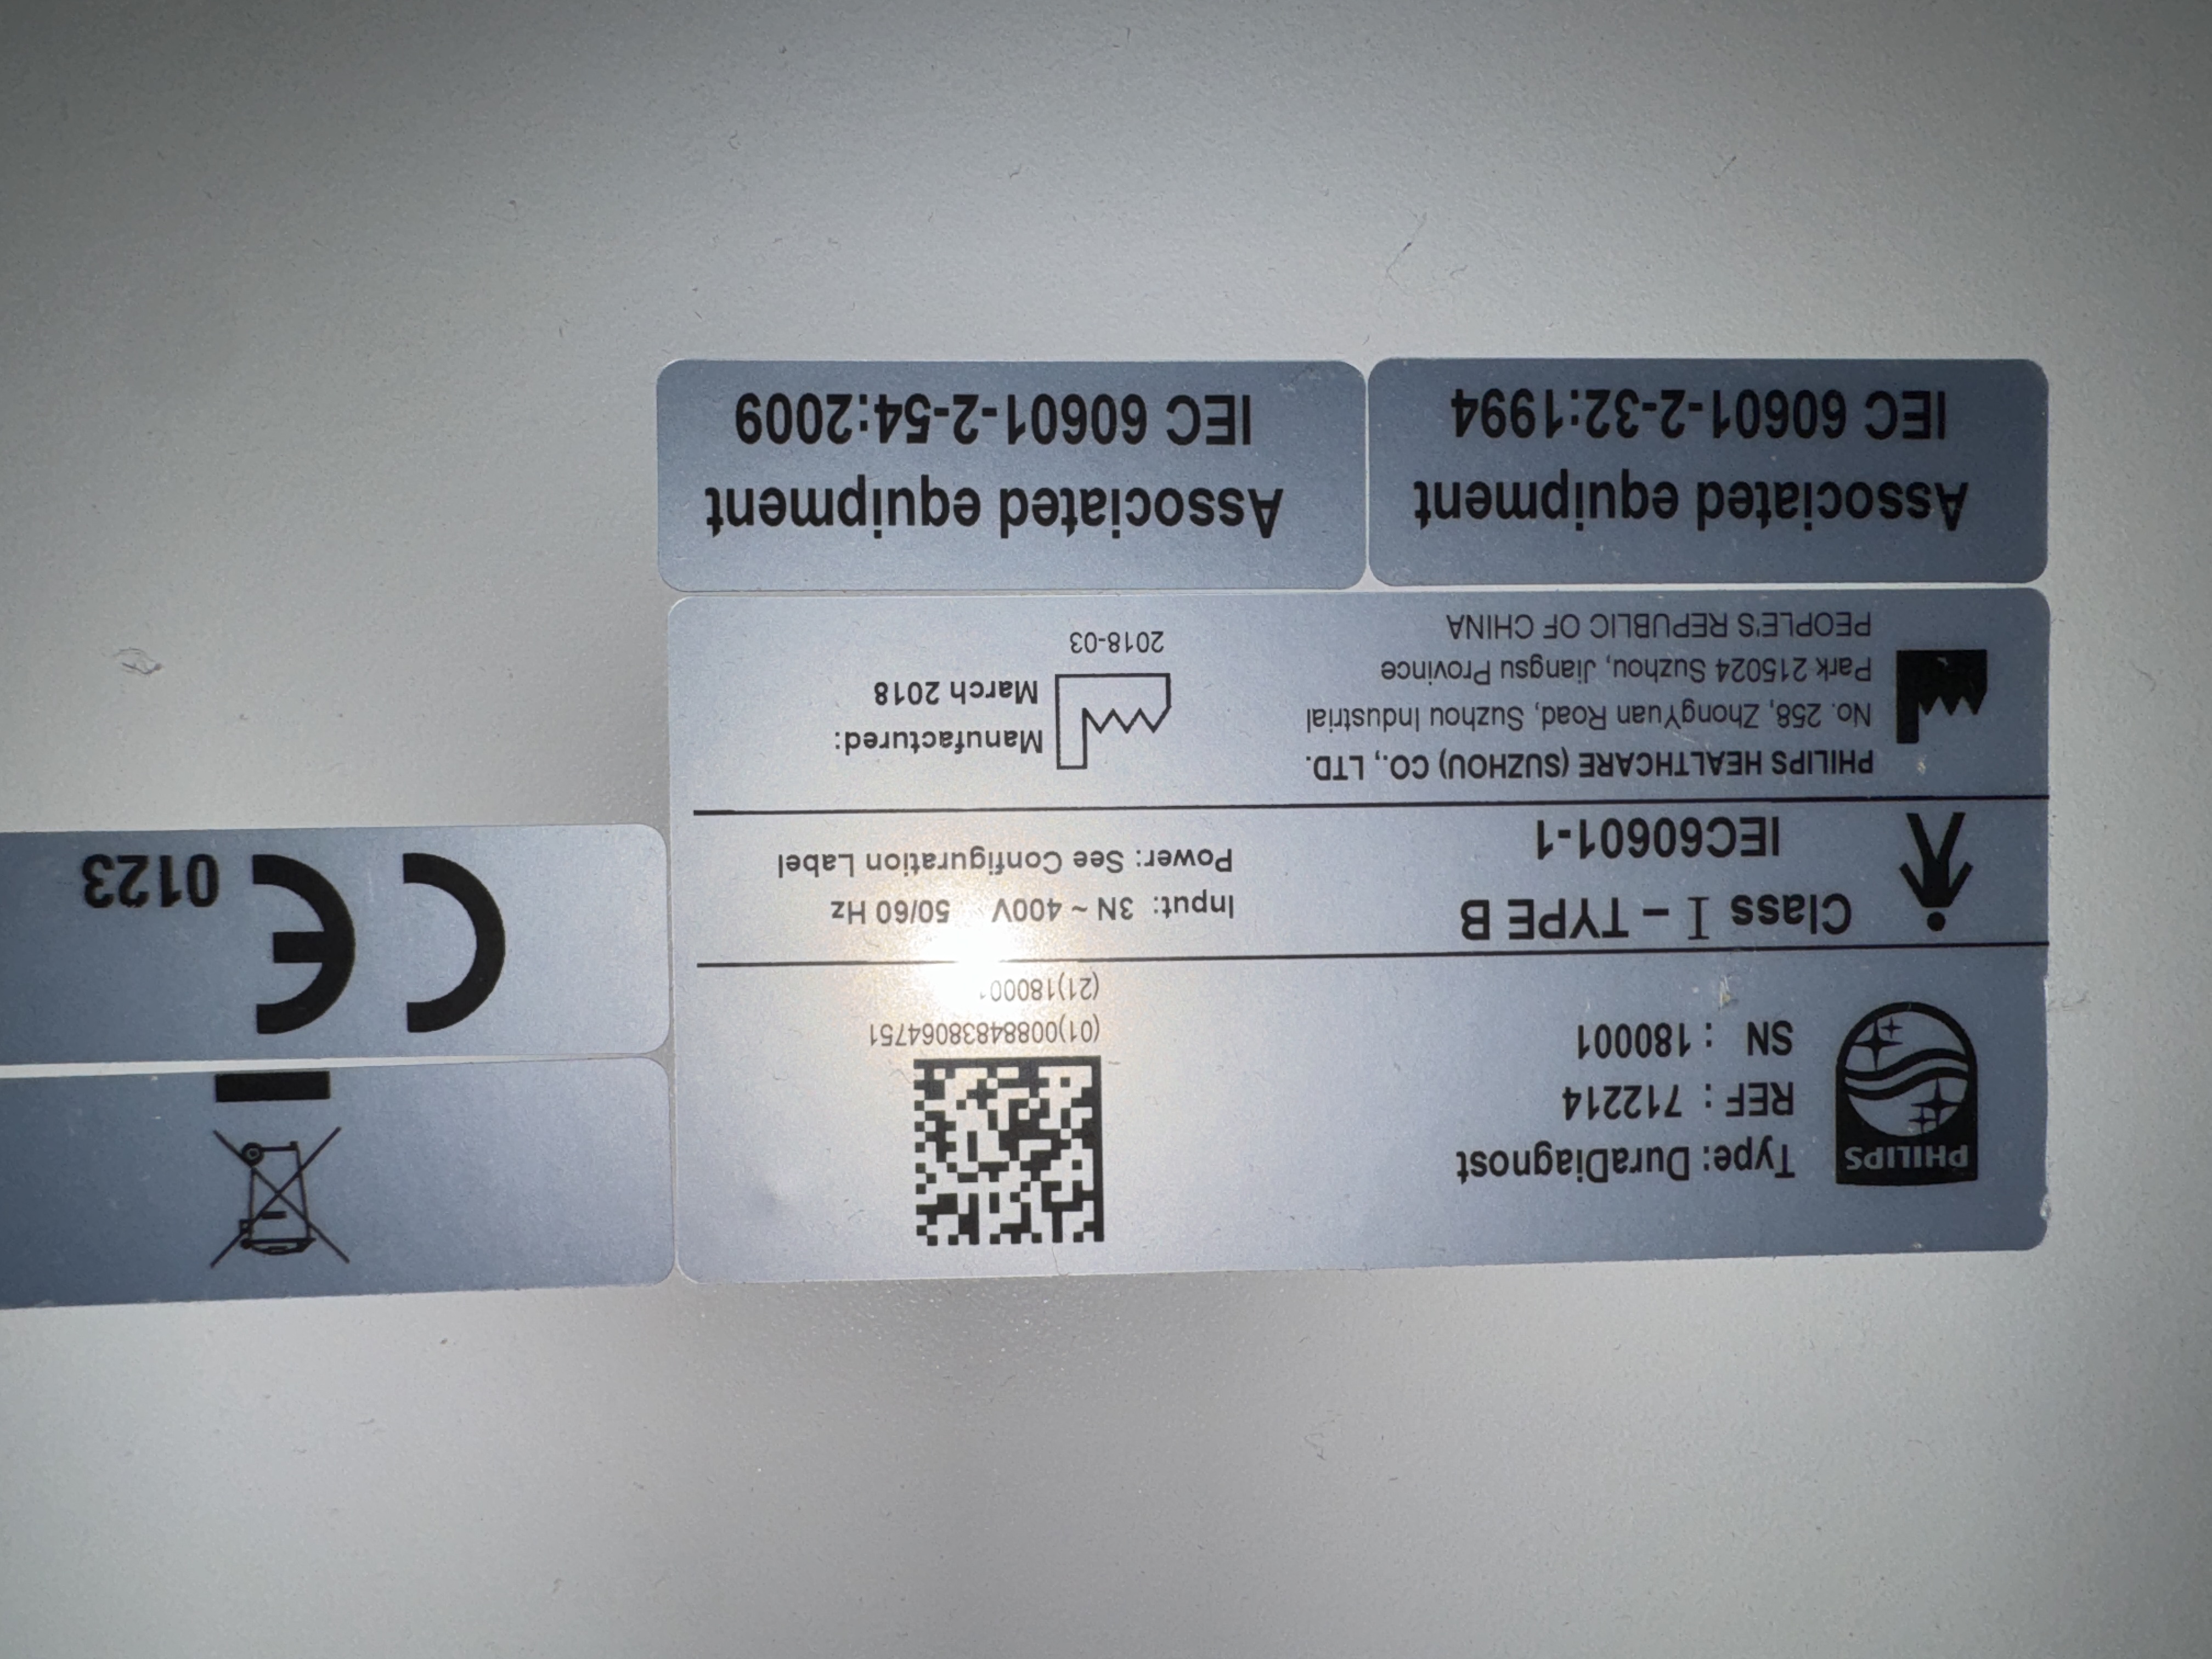 PHILIPS
Type: DuraDiagnost
REF : 712214
SN : 180001
(01)00884838064751
(21)180001
Class I – TYPE B
IEC60601-1
Input: 3N ~ 400V 50/60 Hz
Power: See Configuration Label
PHILIPS HEALTHCARE (SUZHOU) CO., LTD.
No. 258, ZhongYuan Road, Suzhou Industrial
Park 215024 Suzhou, Jiangsu Province
PEOPLE'S REPUBLIC OF CHINA
Manufactured:
March 2018
2018-03
Associated equipment
IEC 60601-2-32:1994
Associated equipment
IEC 60601-2-54:2009
CE 0123